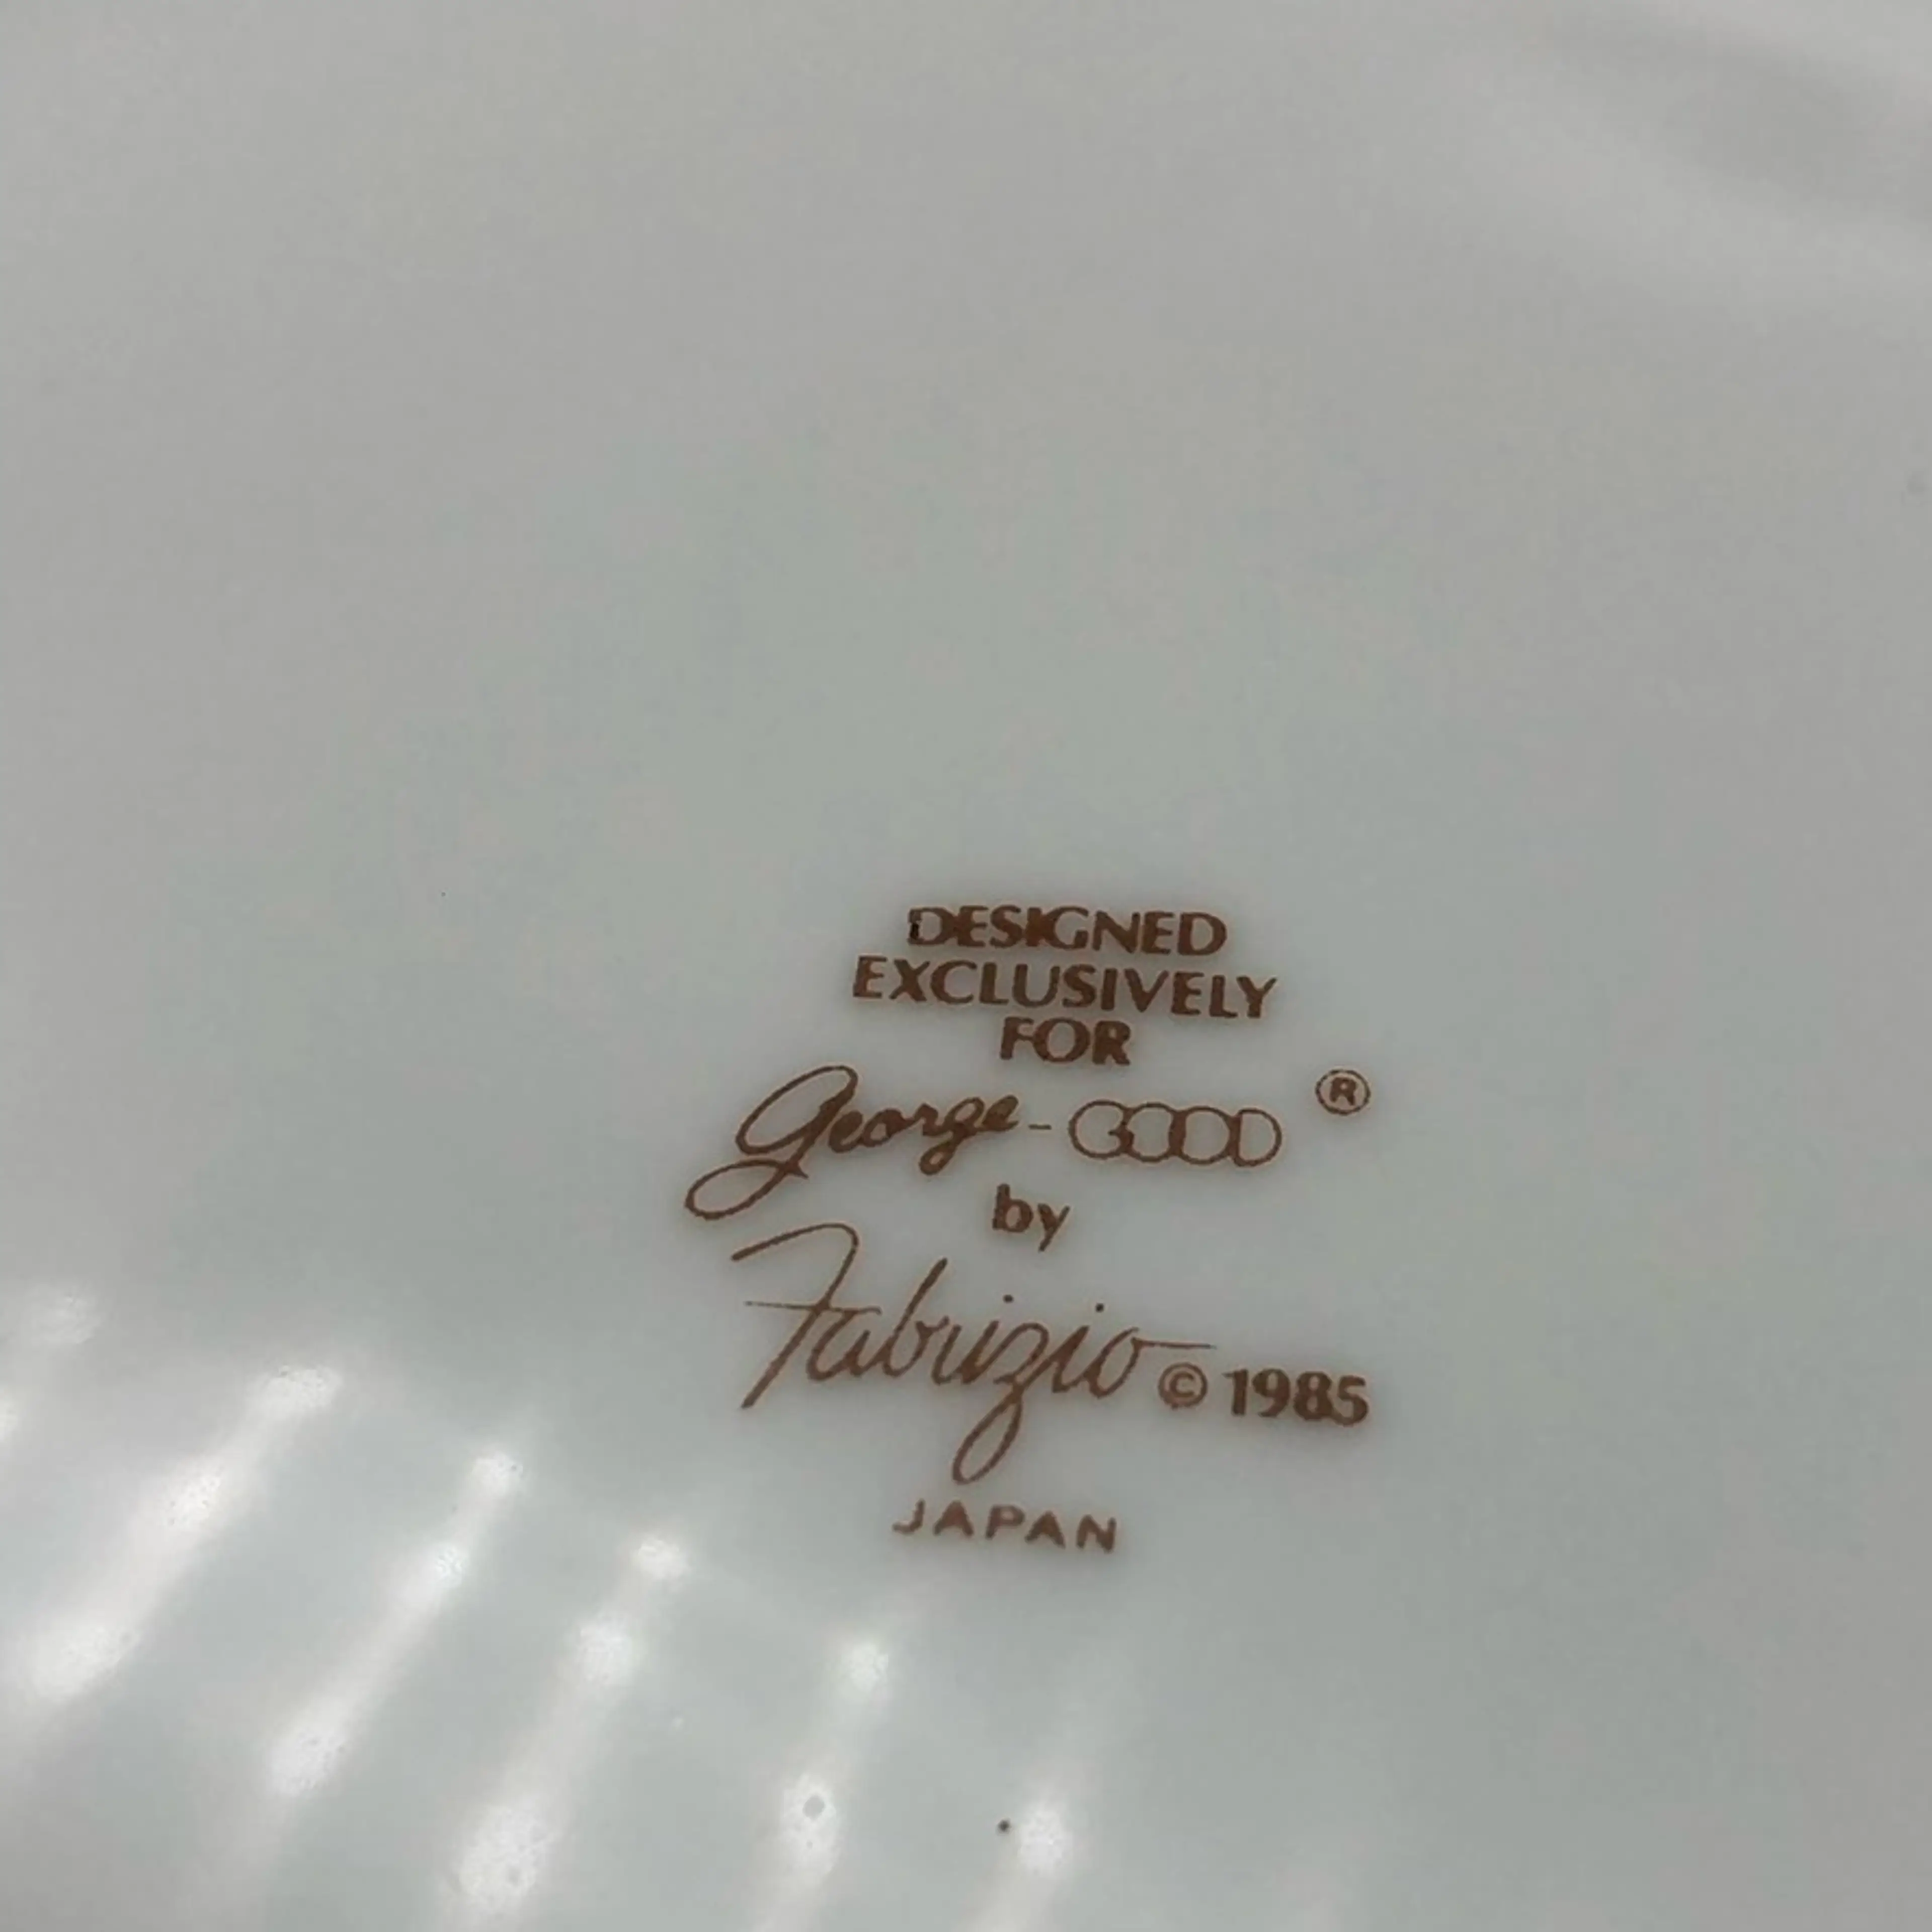 DESIGNED
EXCLUSIVELY
FOR
George-GOOD ®
by
Fabrizio © 1985
JAPAN